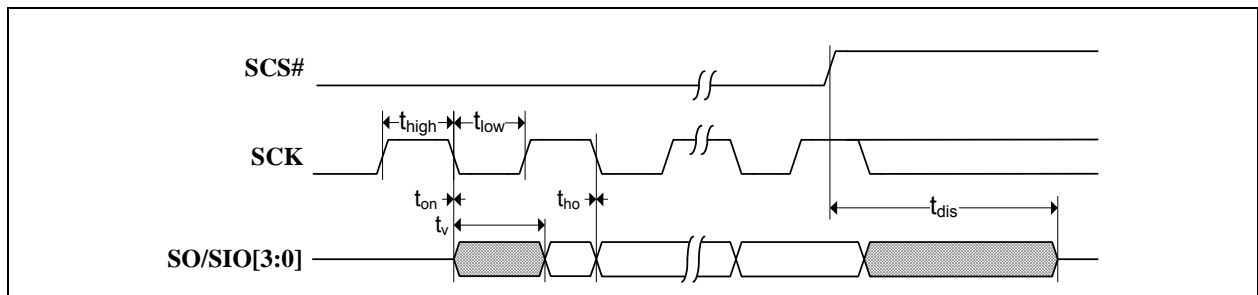 SCS#
thigh tlow
SCK
ton tho
tv tdis
SO/SIO[3:0]